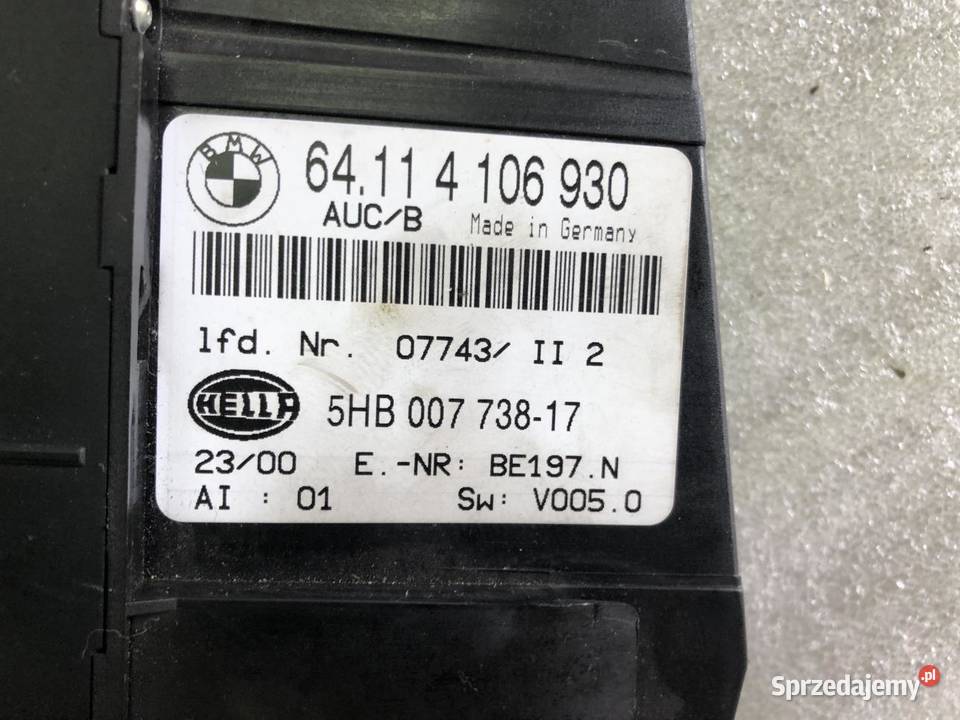 BMW 64.11 4 106 930
AUC/B Made in Germany
lfd. Nr. 07743/ II 2
HELLA 5HB 007 738-17
23/00 E.-NR: BE197.N
AI : 01 Sw: V005.0
Sprzedajemy.pl